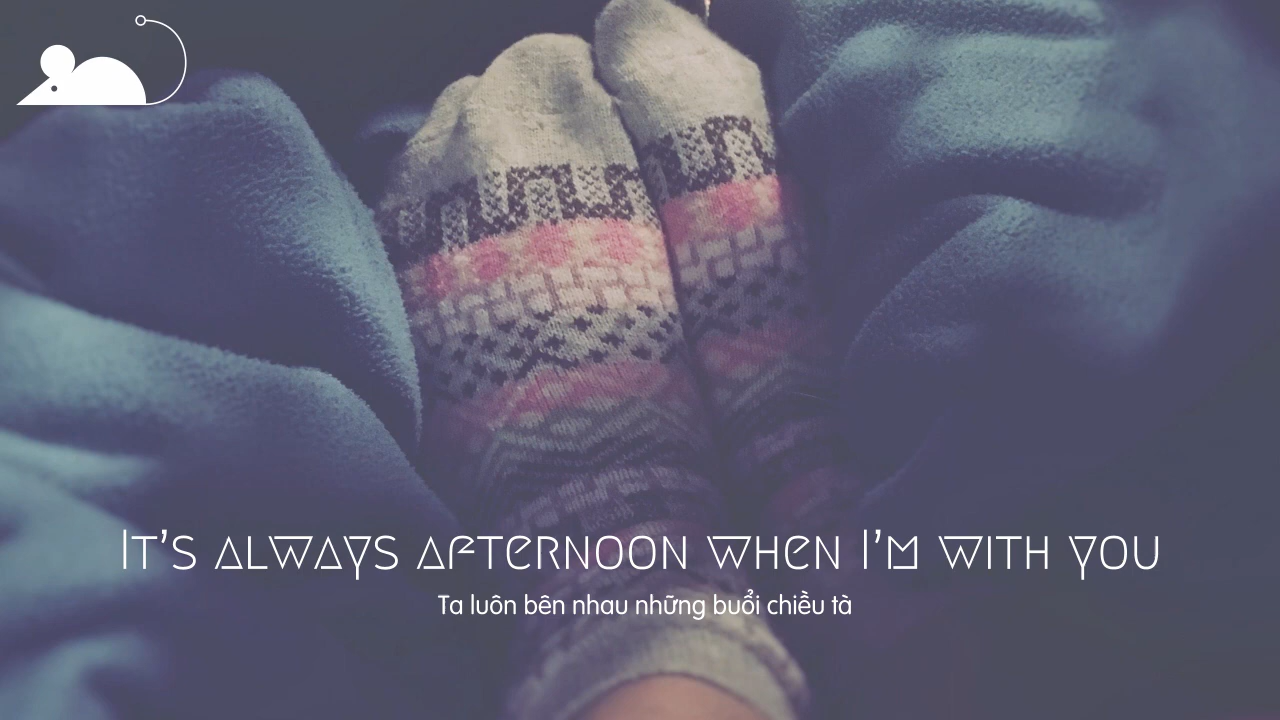 It's always afternoon when I'm with you
Ta luôn bên nhau những buổi chiều tà